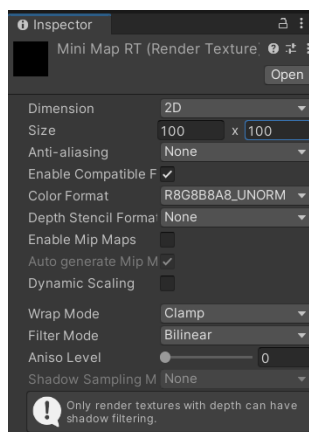 Inspector
Mini Map RT (Render Texture)
Open
Dimension 2D
Size 100 x 100
Anti-aliasing None
Enable Compatible F
Color Format R8G8B8A8_UNORM
Depth Stencil Format None
Enable Mip Maps
Auto generate Mip M
Dynamic Scaling
Wrap Mode Clamp
Filter Mode Bilinear
Aniso Level 0
Shadow Sampling M None
Only render textures with depth can have
shadow filtering.